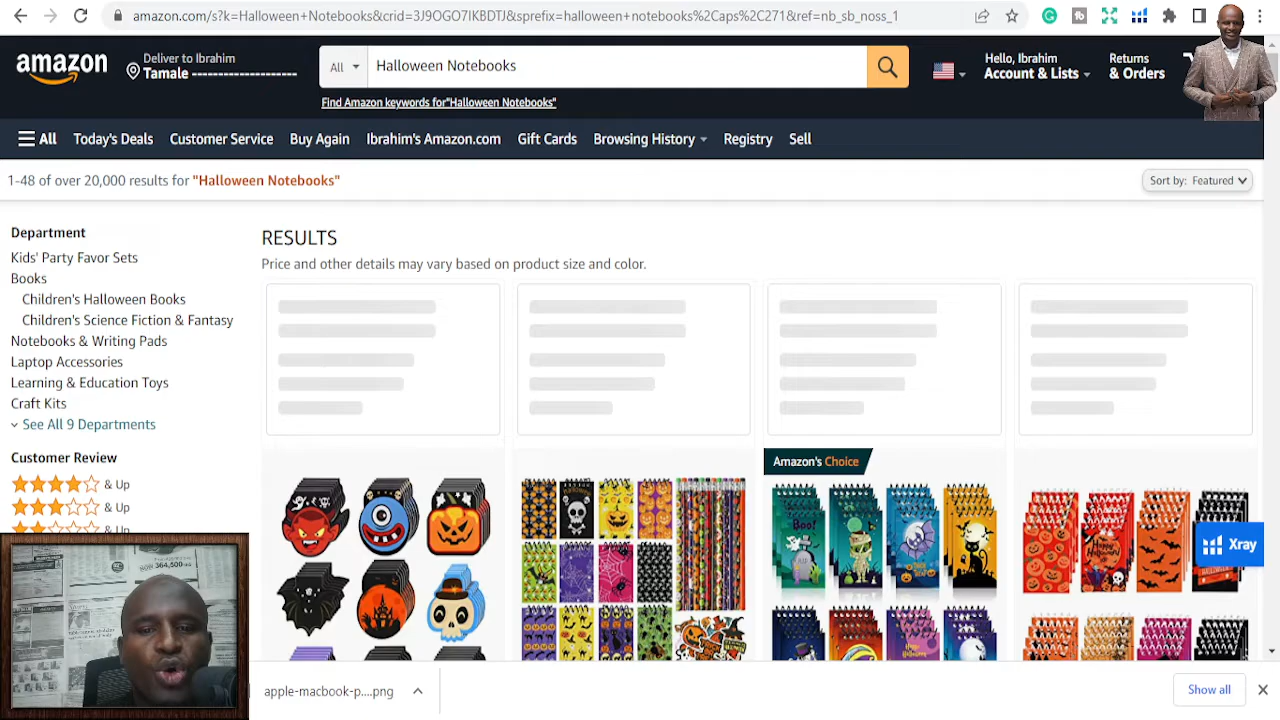 amazon.com/s?k=Halloween+Notebooks&crid=3J9OGO7IKBDTJ&sprefix=halloween+notebooks%2Caps%2C271&ref=nb_sb_noss_1
amazon
Deliver to Ibrahim
Tamale ------------------
All
Halloween Notebooks
Hello, Ibrahim
Account & Lists
Returns
& Orders
Find Amazon keywords for"Halloween Notebooks"
All
Today's Deals
Customer Service
Buy Again
Ibrahim's Amazon.com
Gift Cards
Browsing History
Registry
Sell
1-48 of over 20,000 results for "Halloween Notebooks"
Sort by: Featured
Department
Kids' Party Favor Sets
Books
Children's Halloween Books
Children's Science Fiction & Fantasy
Notebooks & Writing Pads
Laptop Accessories
Learning & Education Toys
Craft Kits
See All 9 Departments
Customer Review
& Up
& Up
& Up
RESULTS
Price and other details may vary based on product size and color.
Amazon's Choice
Boo!
Xray
apple-macbook-p....png
Show all